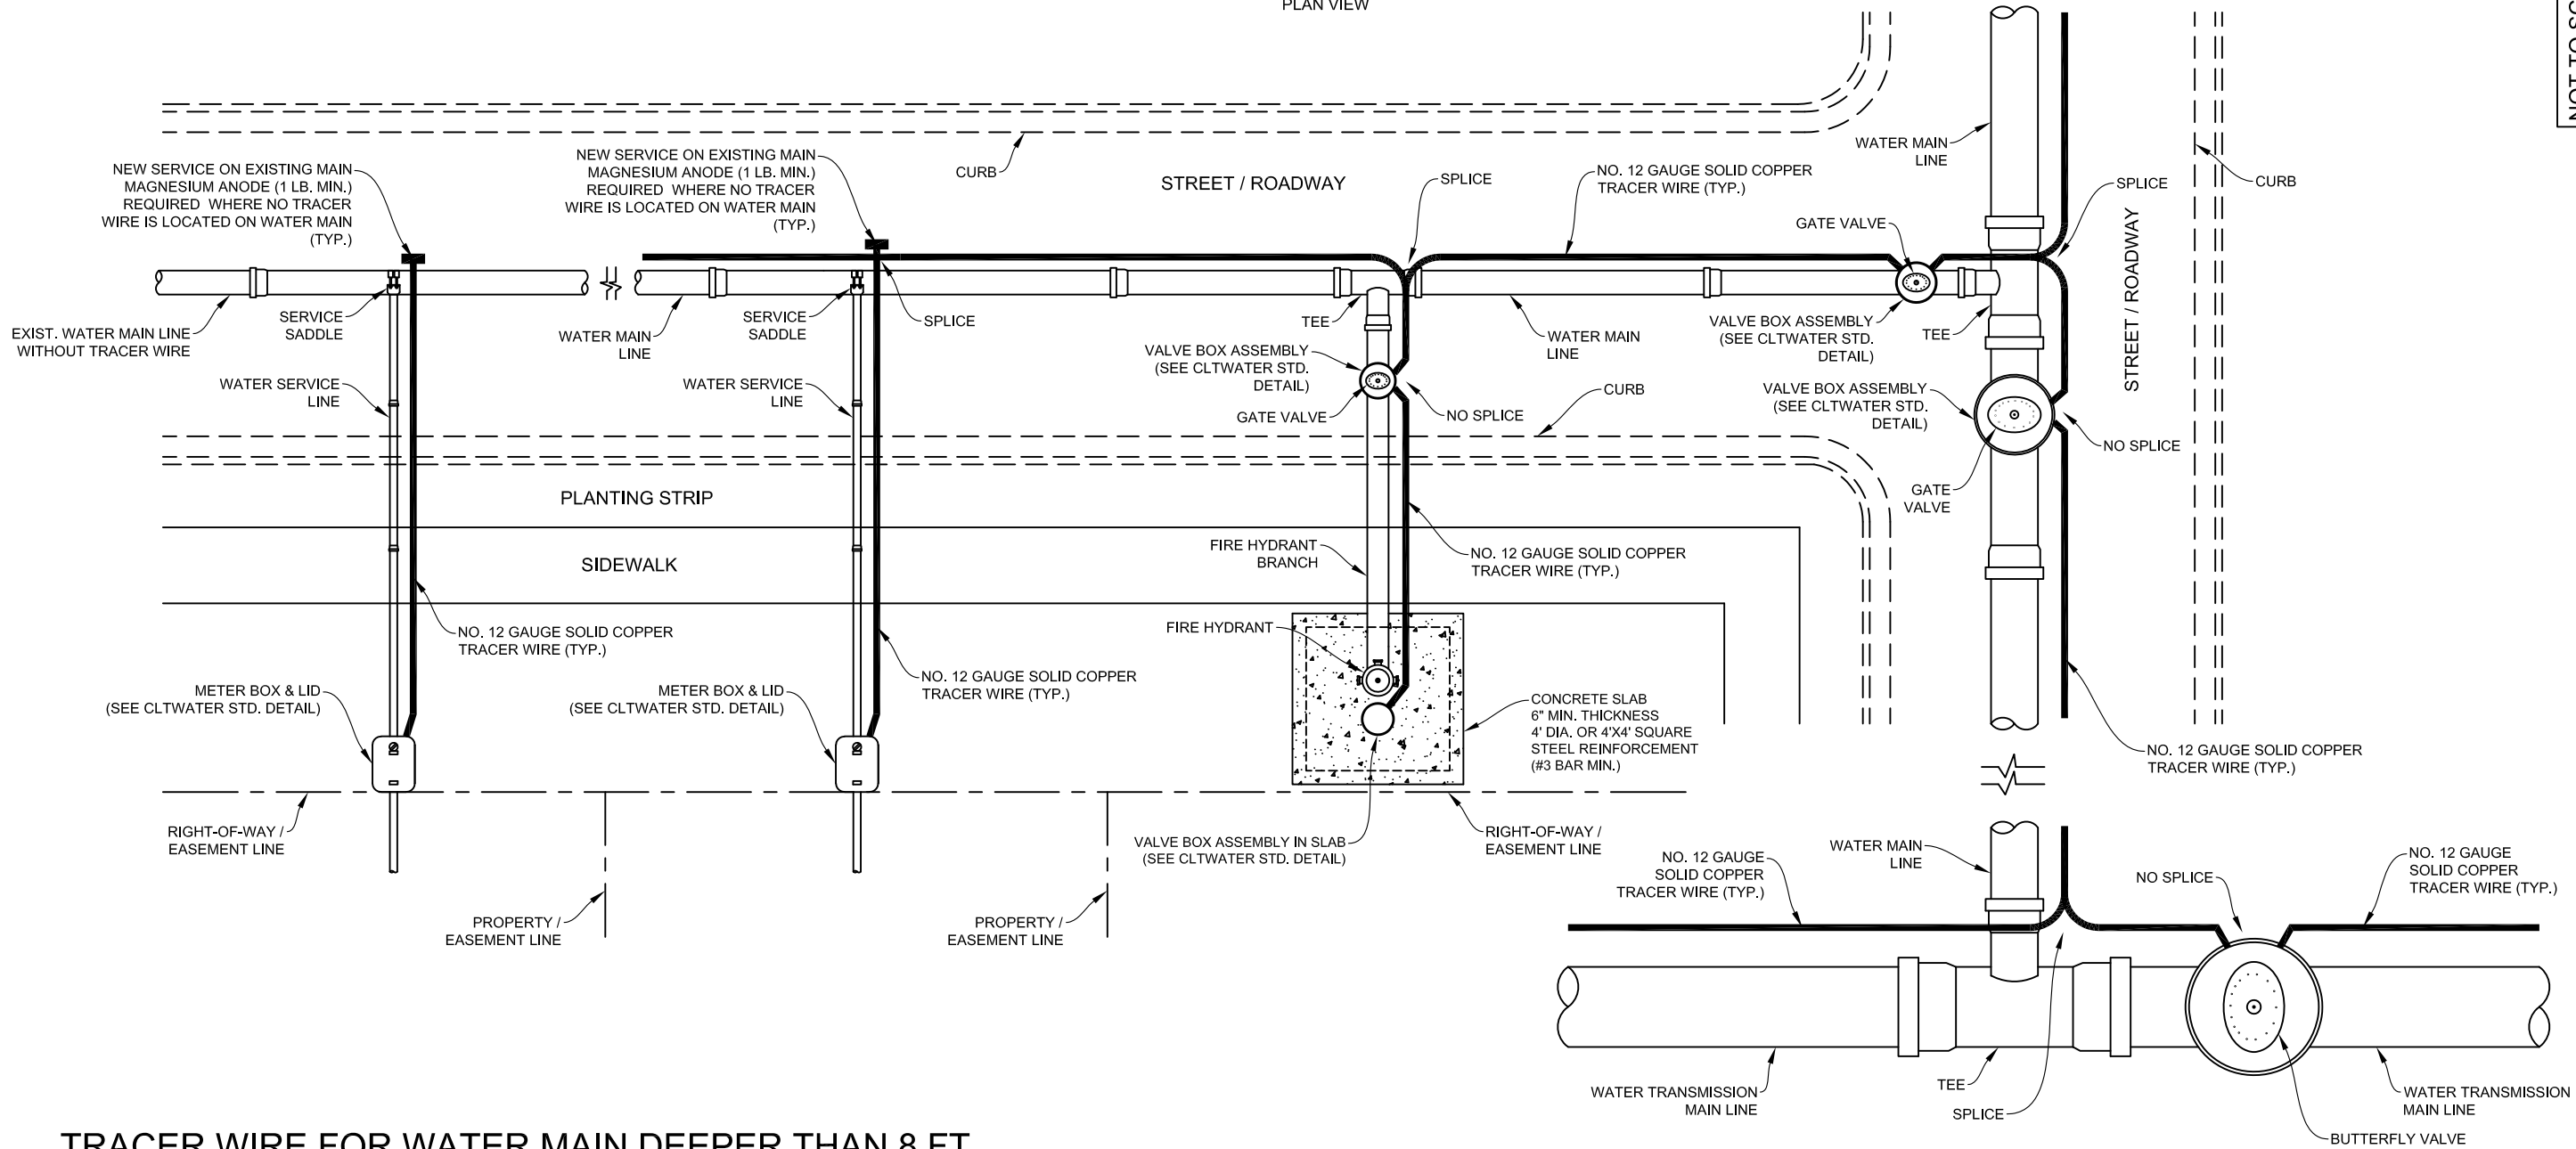 PLAN VIEW
NOT TO SC
NEW SERVICE ON EXISTING MAIN
MAGNESIUM ANODE (1 LB. MIN.)
REQUIRED WHERE NO TRACER
WIRE IS LOCATED ON WATER MAIN
(TYP.)
NEW SERVICE ON EXISTING MAIN
MAGNESIUM ANODE (1 LB. MIN.)
REQUIRED WHERE NO TRACER
WIRE IS LOCATED ON WATER MAIN
(TYP.)
CURB
STREET / ROADWAY
SPLICE
NO. 12 GAUGE SOLID COPPER
TRACER WIRE (TYP.)
GATE VALVE
WATER MAIN
LINE
SPLICE
CURB
STREET / ROADWAY
EXIST. WATER MAIN LINE
WITHOUT TRACER WIRE
SERVICE
SADDLE
WATER MAIN
LINE
SERVICE
SADDLE
SPLICE
TEE
WATER MAIN
LINE
VALVE BOX ASSEMBLY
(SEE CLTWATER STD.
DETAIL)
TEE
VALVE BOX ASSEMBLY
(SEE CLTWATER STD.
DETAIL)
WATER SERVICE
LINE
WATER SERVICE
LINE
GATE VALVE
NO SPLICE
CURB
VALVE BOX ASSEMBLY
(SEE CLTWATER STD.
DETAIL)
NO SPLICE
GATE
VALVE
PLANTING STRIP
SIDEWALK
FIRE HYDRANT
BRANCH
NO. 12 GAUGE SOLID COPPER
TRACER WIRE (TYP.)
FIRE HYDRANT
NO. 12 GAUGE SOLID COPPER
TRACER WIRE (TYP.)
NO. 12 GAUGE SOLID COPPER
TRACER WIRE (TYP.)
METER BOX & LID
(SEE CLTWATER STD. DETAIL)
METER BOX & LID
(SEE CLTWATER STD. DETAIL)
CONCRETE SLAB
6" MIN. THICKNESS
4' DIA. OR 4'X4' SQUARE
STEEL REINFORCEMENT
(#3 BAR MIN.)
NO. 12 GAUGE SOLID COPPER
TRACER WIRE (TYP.)
RIGHT-OF-WAY /
EASEMENT LINE
VALVE BOX ASSEMBLY IN SLAB
(SEE CLTWATER STD. DETAIL)
RIGHT-OF-WAY /
EASEMENT LINE
PROPERTY /
EASEMENT LINE
PROPERTY /
EASEMENT LINE
NO. 12 GAUGE
SOLID COPPER
TRACER WIRE (TYP.)
WATER MAIN
LINE
NO SPLICE
NO. 12 GAUGE
SOLID COPPER
TRACER WIRE (TYP.)
WATER TRANSMISSION
MAIN LINE
TEE
SPLICE
WATER TRANSMISSION
MAIN LINE
BUTTERFLY VALVE
TRACER WIRE FOR WATER MAIN DEEPER THAN 8 FT